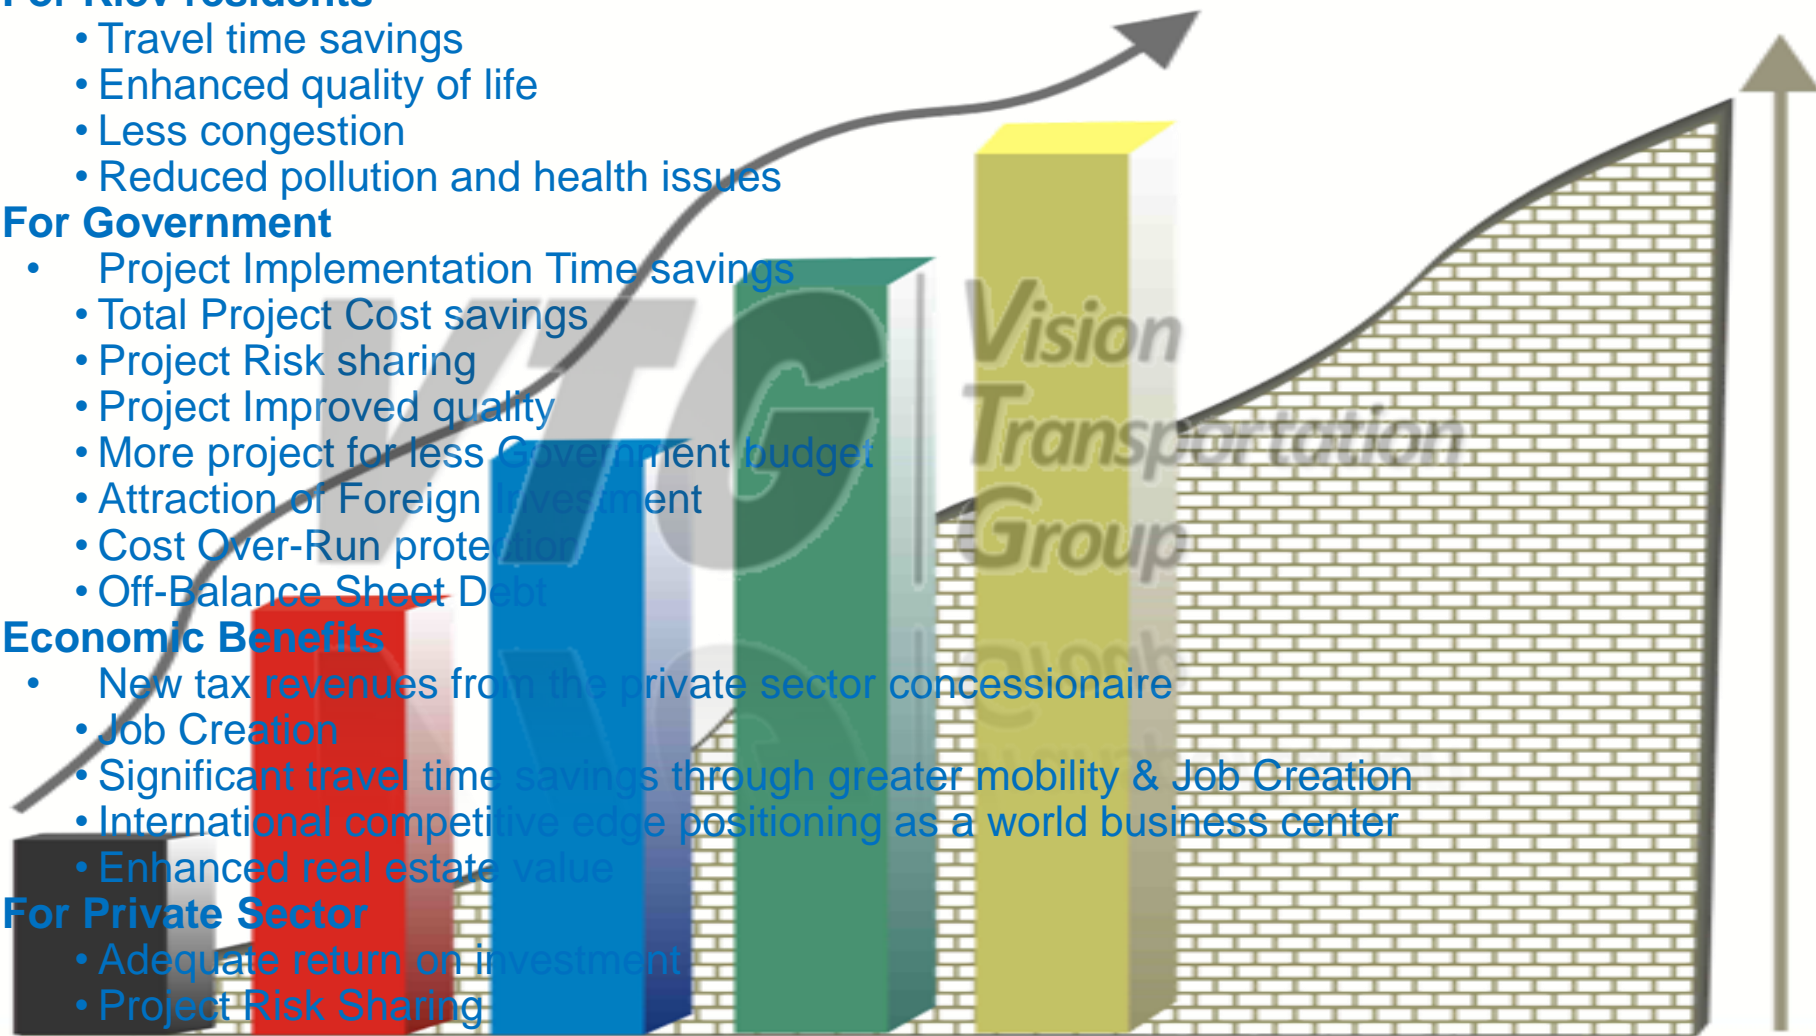 For Kiev residents
• Travel time savings
• Enhanced quality of life
• Less congestion
• Reduced pollution and health issues
For Government
• Project Implementation Time savings
• Total Project Cost savings
• Project Risk sharing
• Project Improved quality
• More project for less Government budget
• Attraction of Foreign Investment
• Cost Over-Run protection
• Off-Balance Sheet Debt
Economic Benefits
• New tax revenues from the private sector concessionaire
• Job Creation
• Significant travel time savings through greater mobility & Job Creation
• International competitive edge positioning as a world business center
• Enhanced real estate value
For Private Sector
• Adequate return on investment
• Project Risk Sharing
VTG
Vision
Transportation
Group